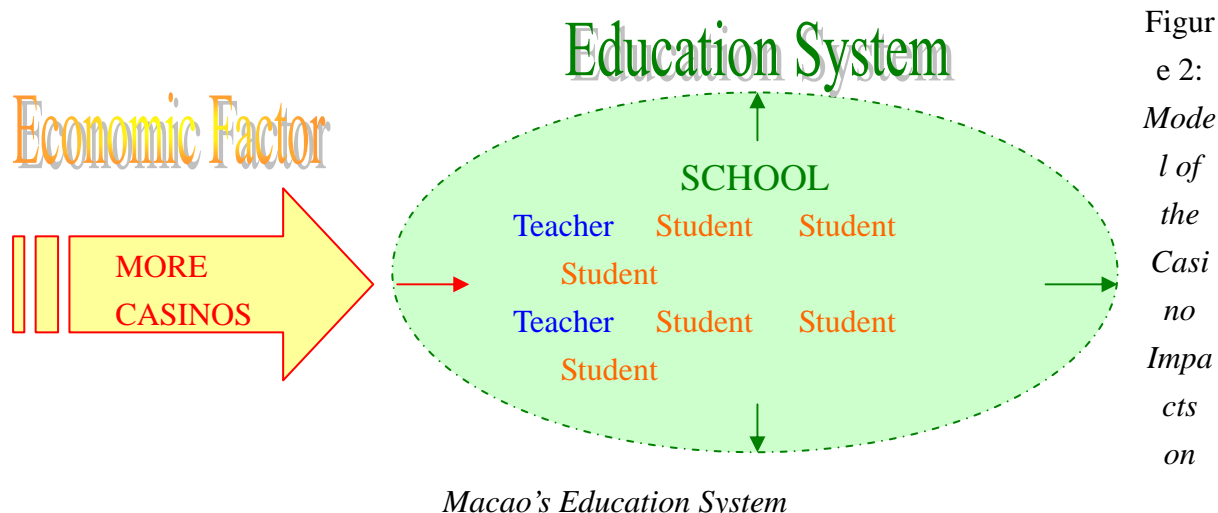 Education System
Economic Factor
MORE
CASINOS
SCHOOL
Teacher Student Student
Student
Teacher Student Student
Student
Figur
e 2:
Mode
l of
the
Casi
no
Impa
cts
on
Macao's Education System